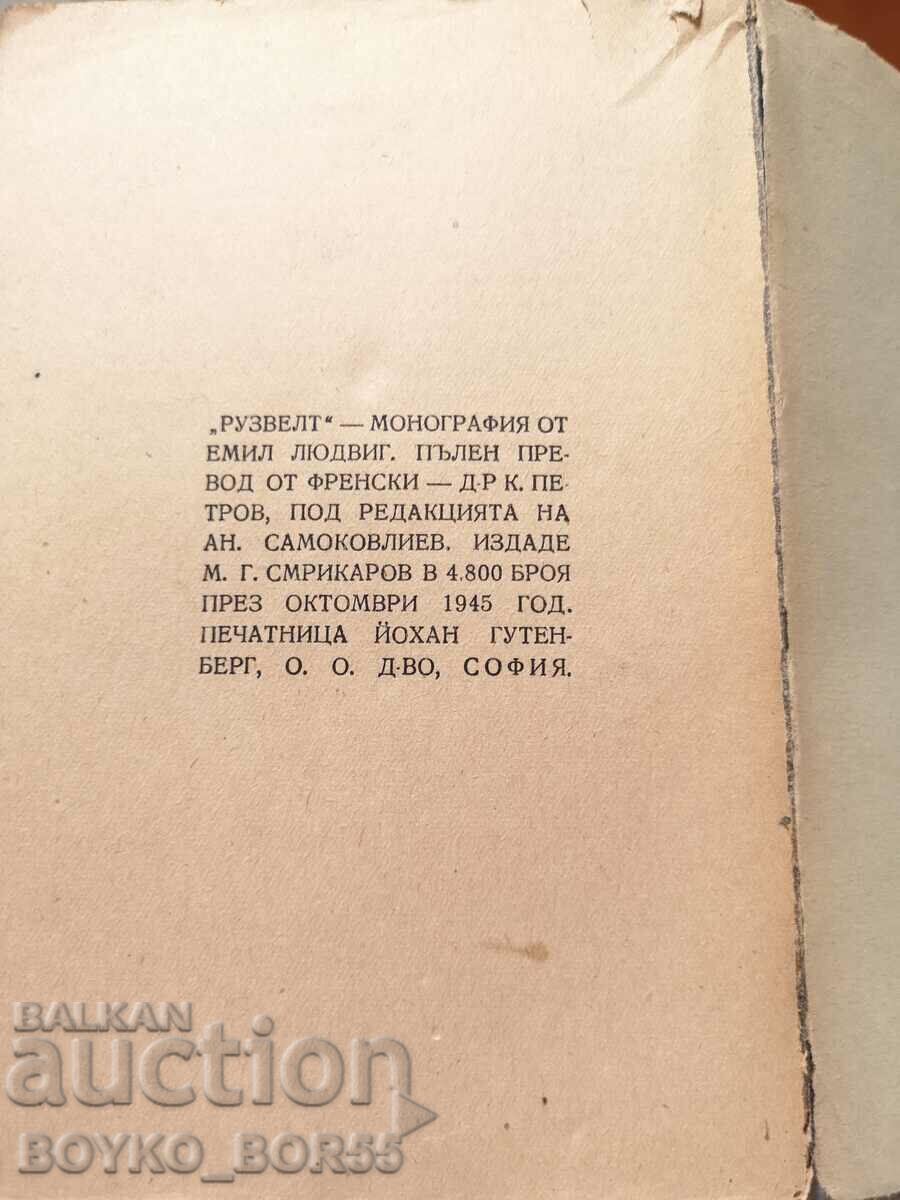 „РУЗВЕЛТ“ — МОНОГРАФИЯ ОТ
ЕМИЛ ЛЮДВИГ. ПЪЛЕН ПРЕ-
ВОД ОТ ФРЕНСКИ — Д-Р К. ПЕ-
ТРОВ, ПОД РЕДАКЦИЯТА НА
АН. САМОКОВЛИЕВ. ИЗДАДЕ
М. Г. СМРИКАРОВ В 4.800 БРОЯ
ПРЕЗ ОКТОМВРИ 1945 ГОД.
ПЕЧАТНИЦА ЙОХАН ГУТЕН-
БЕРГ, О. О. Д-ВО, СОФИЯ.
BALKAN
auction
BOYKO_BOR55